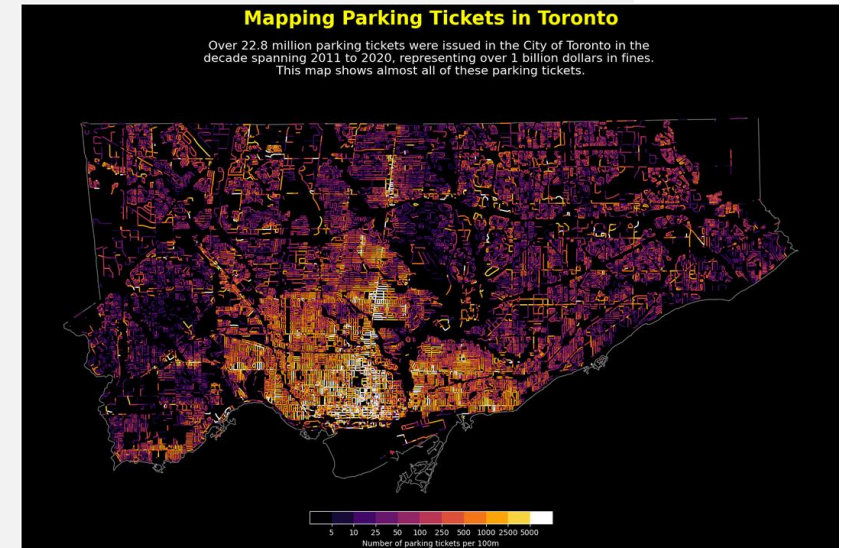 Mapping Parking Tickets in Toronto
Over 22.8 million parking tickets were issued in the City of Toronto in the
decade spanning 2011 to 2020, representing over 1 billion dollars in fines.
This map shows almost all of these parking tickets.
5 10 25 50 100 250 500 1000 2500 5000
Number of parking tickets per 100m